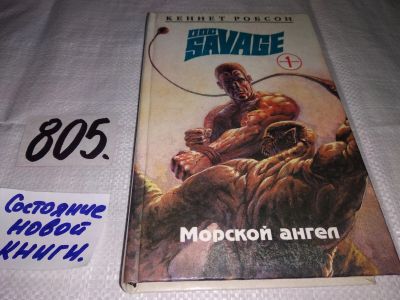 КЕННЕТ РОБСОН
DOC
SAVAGE
1
Морской ангел
805.
Состояние
новой
книги.